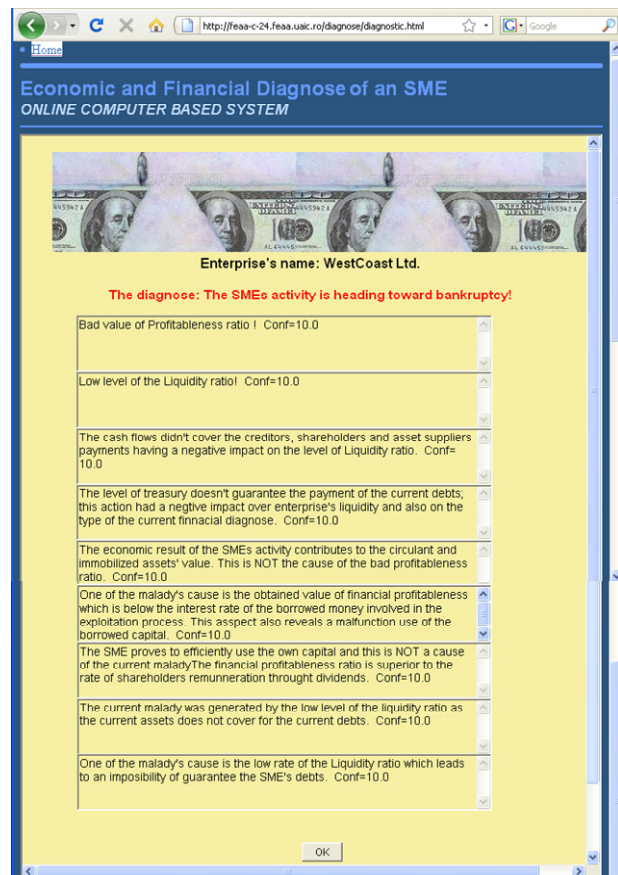 http://feaa-c-24.feaa.uaic.ro/diagnose/diagnostic.html
Google
Home
Economic and Financial Diagnose of an SME
ONLINE COMPUTER BASED SYSTEM
Enterprise's name: WestCoast Ltd.
The diagnose: The SMEs activity is heading toward bankruptcy!
Bad value of Profitableness ratio ! Conf=10.0
Low level of the Liquidity ratio! Conf=10.0
The cash flows didn't cover the creditors, shareholders and asset suppliers
payments having a negative impact on the level of Liquidity ratio. Conf=
10.0
The level of treasury doesn't guarantee the payment of the current debts;
this action had a negtive impact over enterprise's liquidity and also on the
type of the current finnacial diagnose. Conf=10.0
The economic result of the SMEs activity contributes to the circulant and
immobilized assets' value. This is NOT the cause of the bad profitableness
ratio. Conf=10.0
One of the malady's cause is the obtained value of financial profitableness
which is below the interest rate of the borrowed money involved in the
exploitation process. This asspect also reveals a malfunction use of the
borrowed capital. Conf=10.0
The SME proves to efficiently use the own capital and this is NOT a cause
of the current maladyThe financial profitableness ratio is superior to the
rate of shareholders remunneration throught dividends. Conf=10.0
The current malady was generated by the low level of the liquidity ratio as
the current assets does not cover for the current debts. Conf=10.0
One of the malady's cause is the low rate of the Liquidity ratio which leads
to an imposibility of guarantee the SME's debts. Conf=10.0
OK